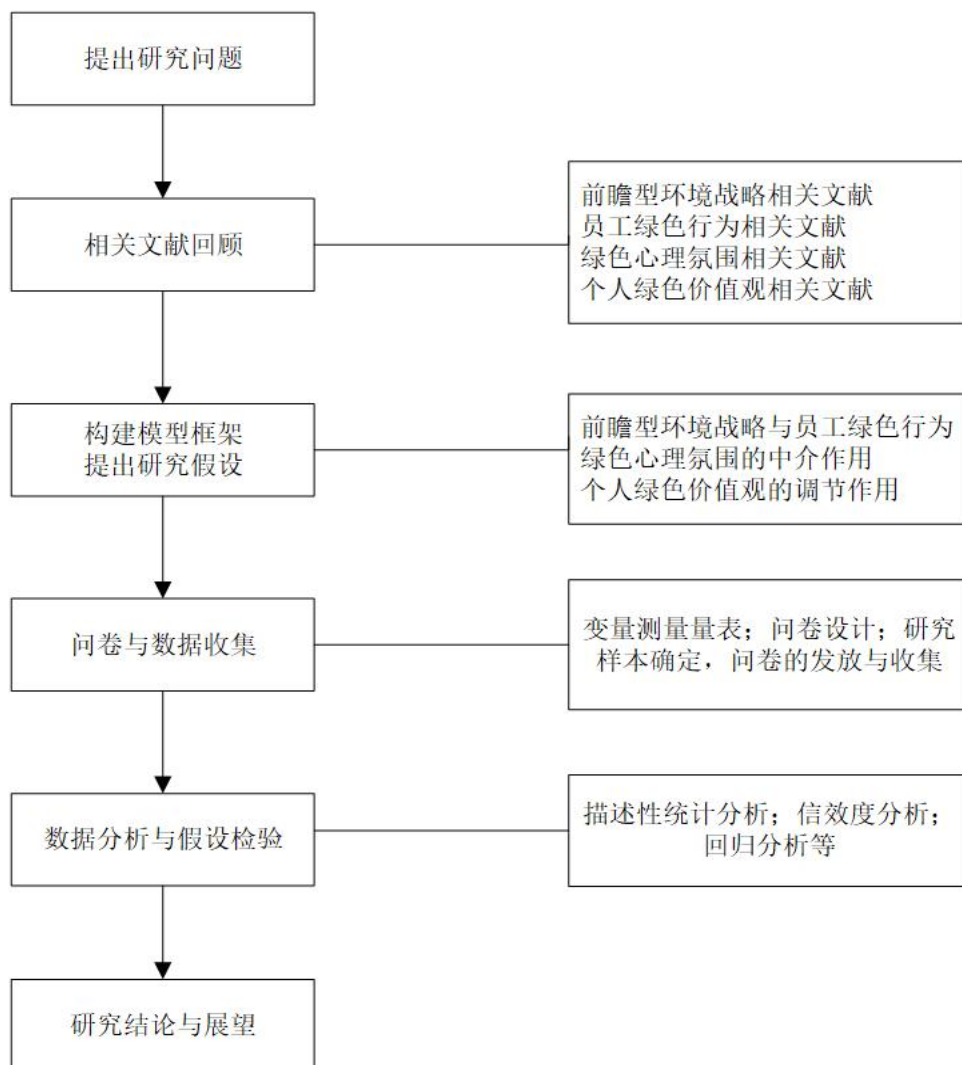 提出研究问题
相关文献回顾
前瞻型环境战略相关文献
员工绿色行为相关文献
绿色心理氛围相关文献
个人绿色价值观相关文献
构建模型框架
提出研究假设
前瞻型环境战略与员工绿色行为
绿色心理氛围的中介作用
个人绿色价值观的调节作用
问卷与数据收集
变量测量量表；问卷设计；研究
样本确定，问卷的发放与收集
数据分析与假设检验
描述性统计分析；信效度分析；
回归分析等
研究结论与展望